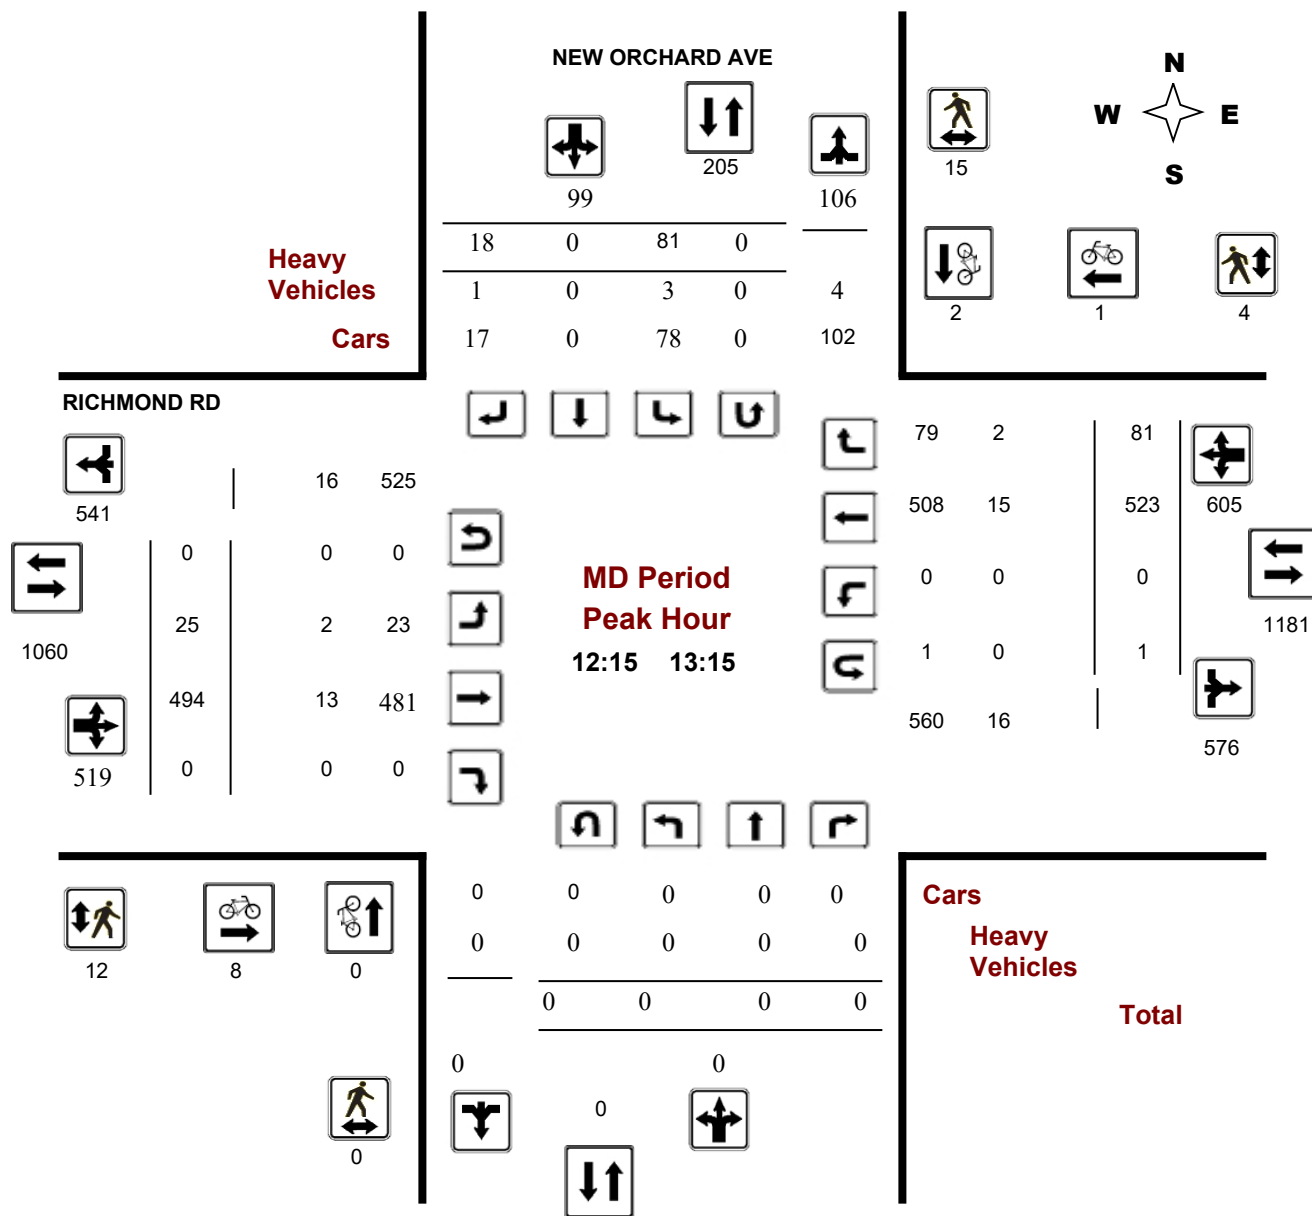 NEW ORCHARD AVE
N
W E
S
205
99
106
15
18 0 81 0
Heavy
Vehicles
1 0 3 0 4
Cars
17 0 78 0 102
2 1 4
RICHMOND RD
541
16 525
0 0 0
25 2 23
1060
494 13 481
519
0 0 0
MD Period
Peak Hour
12:15 13:15
79 2 81
508 15 523
605
0 0 0
1181
1 0 1
560 16
576
0 0 0 0 0
0 0 0 0 0
0 0 0 0
0 0
0
12 8 0
0
Cars
Heavy
Vehicles
Total